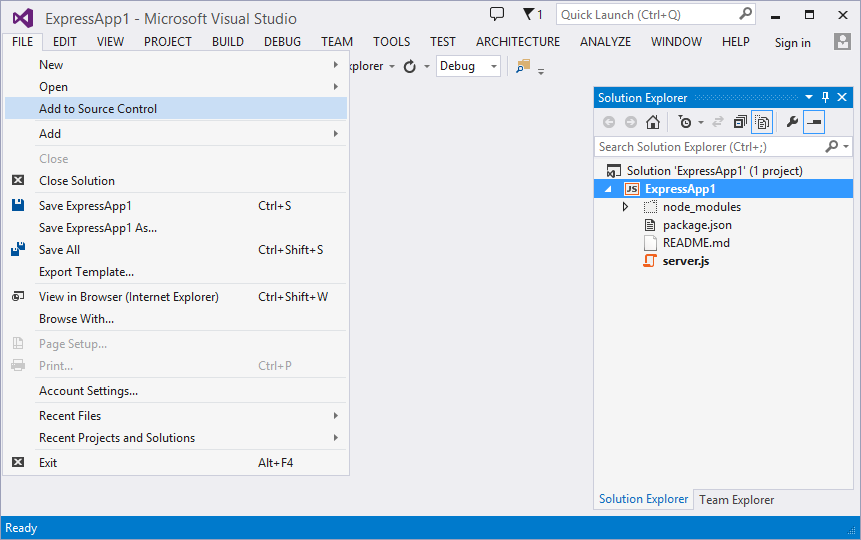 ExpressApp1 - Microsoft Visual Studio
1
Quick Launch (Ctrl+Q)
FILE EDIT VIEW PROJECT BUILD DEBUG TEAM TOOLS TEST ARCHITECTURE ANALYZE WINDOW HELP Sign in
xplorer Debug
New
Open
Add to Source Control
Add
Close
Close Solution
Save ExpressApp1 Ctrl+S
Save ExpressApp1 As...
Save All Ctrl+Shift+S
Export Template...
View in Browser (Internet Explorer) Ctrl+Shift+W
Browse With...
Page Setup...
Print... Ctrl+P
Account Settings...
Recent Files
Recent Projects and Solutions
Exit Alt+F4
Solution Explorer
Search Solution Explorer (Ctrl+;)
Solution 'ExpressApp1' (1 project)
JS ExpressApp1
node_modules
package.json
README.md
server.js
Solution Explorer Team Explorer
Ready